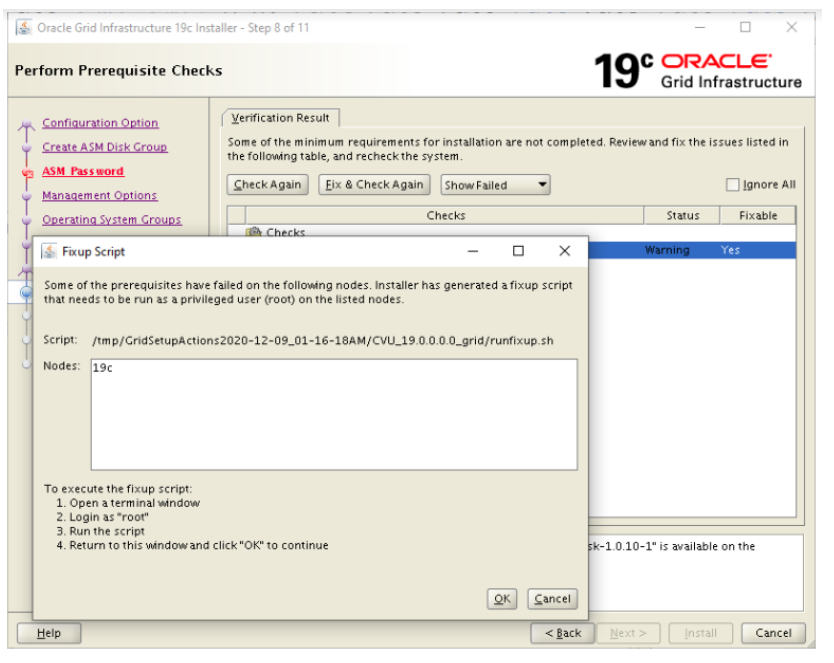 Oracle Grid Infrastructure 19c Installer - Step 8 of 11
Perform Prerequisite Checks
19c ORACLE
Grid Infrastructure
Configuration Option
Create ASM Disk Group
ASM Password
Management Options
Operating System Groups
Verification Result
Some of the minimum requirements for installation are not completed. Review and fix the issues listed in
the following table, and recheck the system.
Check Again Fix & Check Again Show Failed Ignore All
Checks Status Fixable
Checks
Warning Yes
Fixup Script
Some of the prerequisites have failed on the following nodes. Installer has generated a fixup script
that needs to be run as a privileged user (root) on the listed nodes.
Script: /tmp/GridSetupActions2020-12-09_01-16-18AM/CVU_19.0.0.0.0_grid/runfixup.sh
Nodes: 19c
To execute the fixup script:
1. Open a terminal window
2. Login as "root"
3. Run the script
4. Return to this window and click "OK" to continue
sk-1.0.10-1" is available on the
OK Cancel
Help < Back Next > Install Cancel